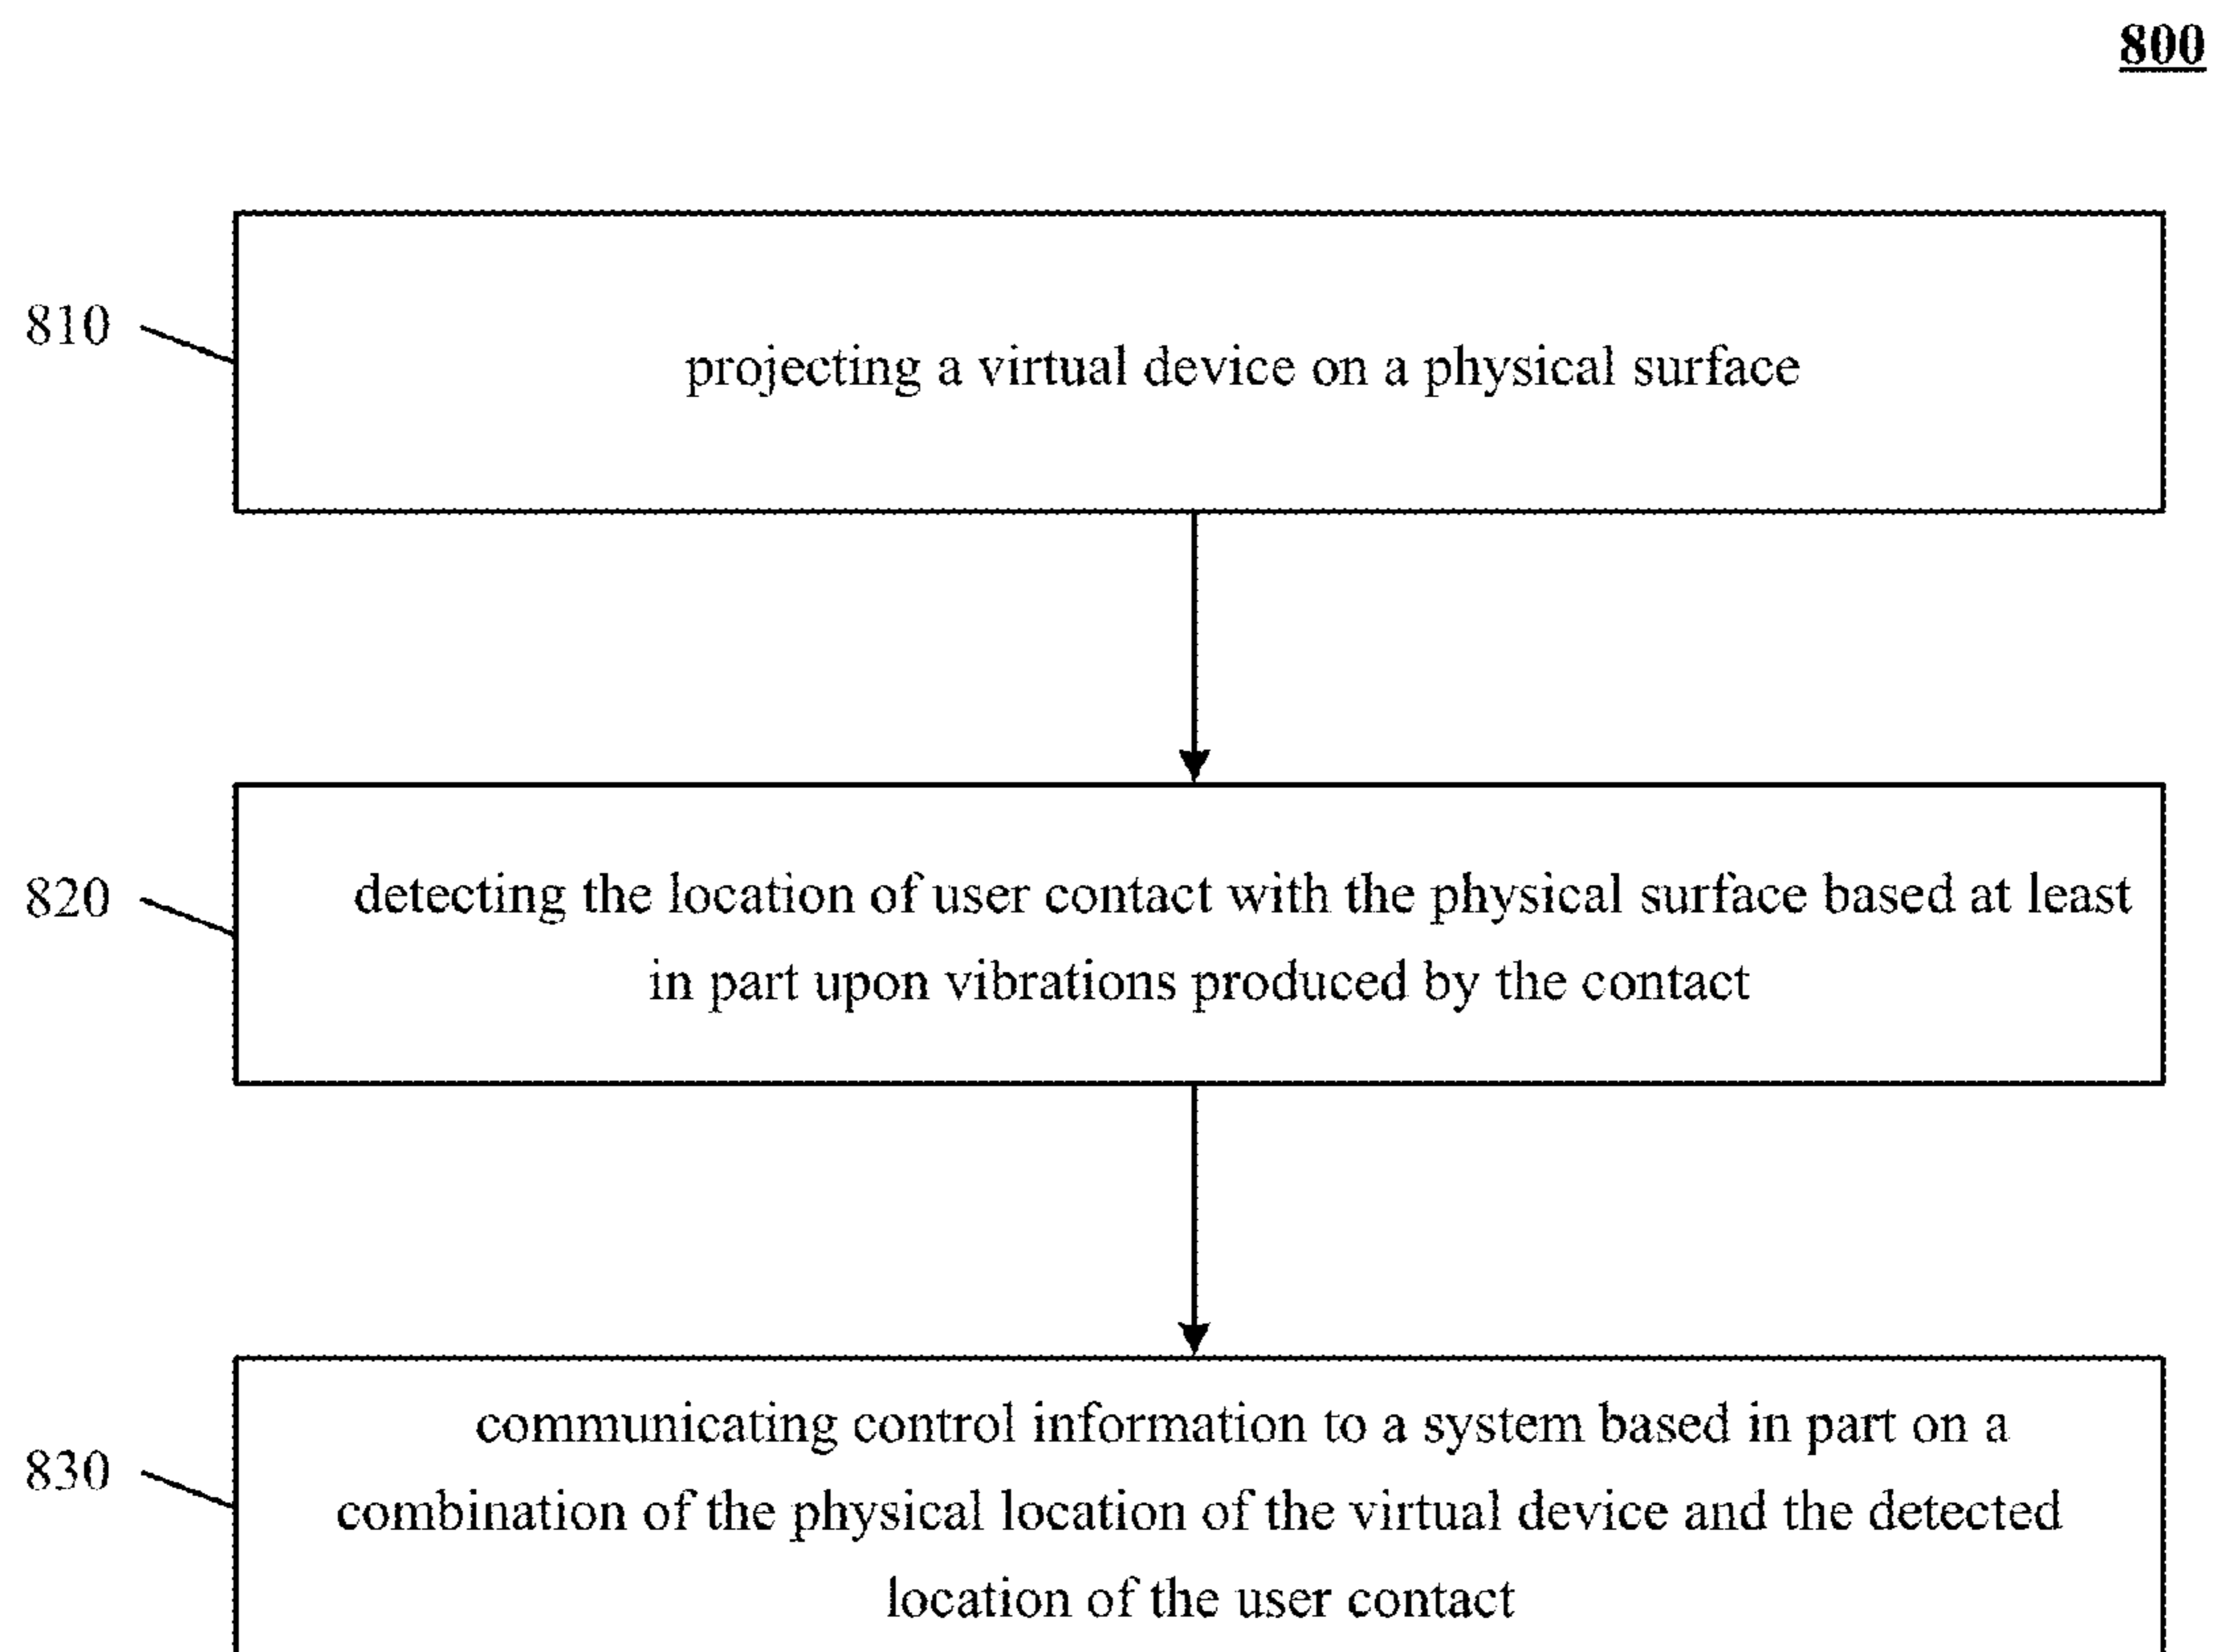 800
810
projecting a virtual device on a physical surface
820
detecting the location of user contact with the physical surface based at least
in part upon vibrations produced by the contact
830
communicating control information to a system based in part on a
combination of the physical location of the virtual device and the detected
location of the user contact